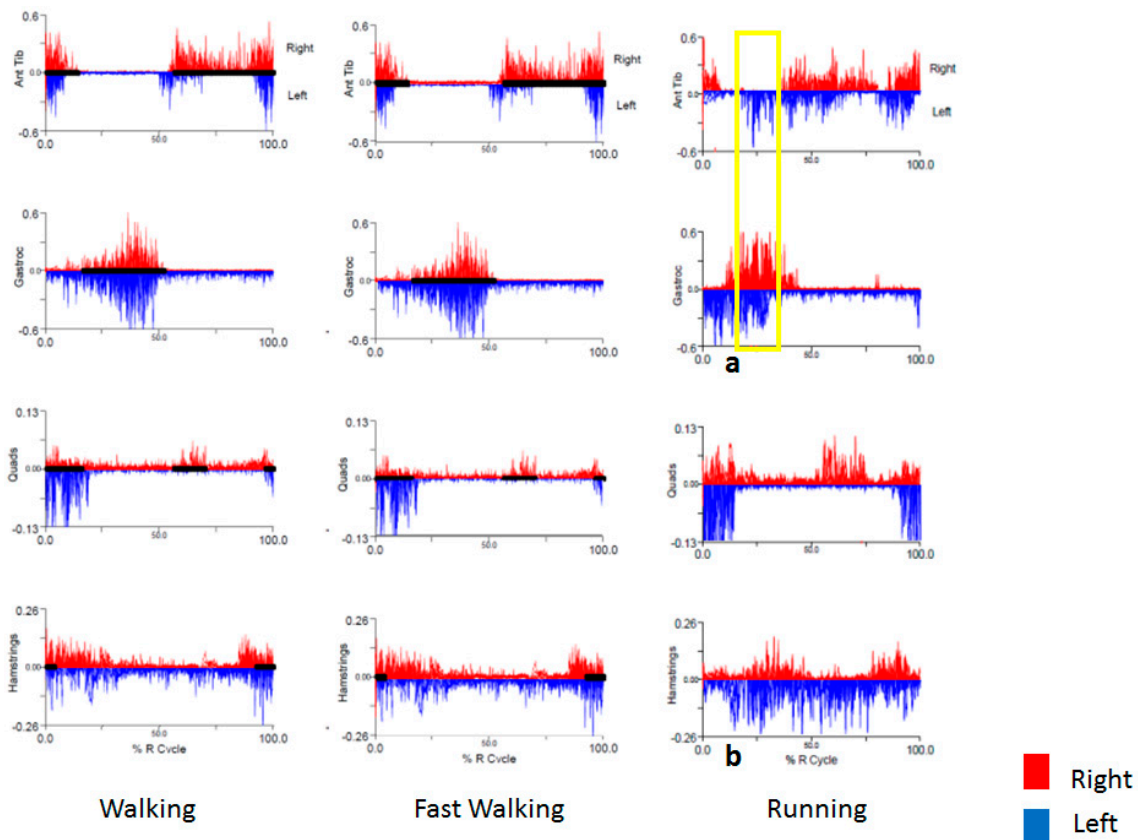 0.6
Ant Tib
0.0
-0.6
0.0
50.0
100.0
Right
Left
0.6
Ant Tib
0.0
-0.6
0.0
50.0
100.0
Right
Left
0.6
Ant Tib
0.0
-0.6
0.0
50.0
100.0
Right
Left
0.6
Gastroc
0.0
-0.6
0.0
50.0
100.0
0.6
Gastroc
0.0
-0.6
0.0
50.0
100.0
0.6
Gastroc
0.0
-0.6
0.0
50.0
100.0
a
0.13
Quads
0.00
-0.13
0.0
50.0
100.0
0.13
Quads
0.00
-0.13
0.0
50.0
100.0
0.13
Quads
0.00
-0.13
0.0
50.0
100.0
0.26
Hamstrings
0.00
-0.26
0.0
50.0
100.0
% R Cycle
0.26
Hamstrings
0.00
-0.26
0.0
50.0
100.0
% R Cycle
0.26
Hamstrings
0.00
-0.26
0.0
50.0
100.0
b
% R Cycle
Walking
Fast Walking
Running
Right
Left